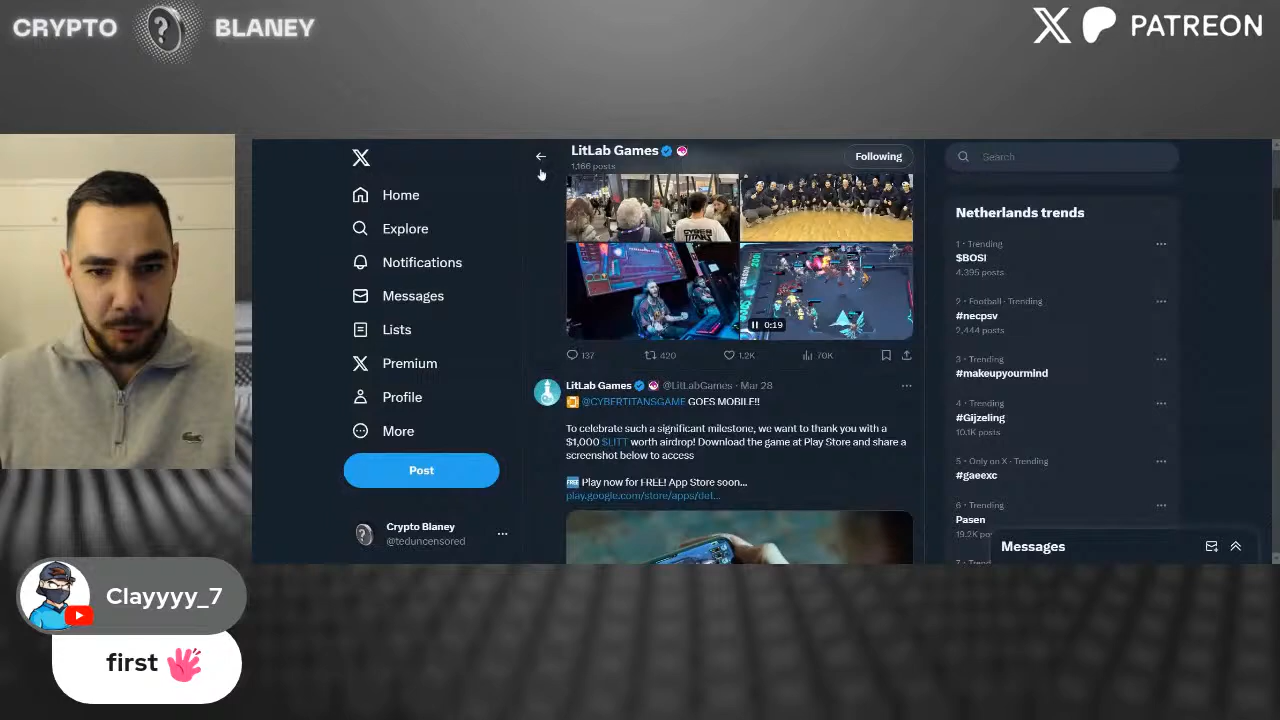 CRYPTO ? BLANEY
PATREON
Home
Explore
Notifications
Messages
Lists
Premium
Profile
More
Post
Crypto Blaney
@teduncensored
LitLab Games
1,166 posts
Following
0:19
137
420
1.2K
70K
LitLab Games @LitLabGames · Mar 28
@CYBERTITANSGAME GOES MOBILE!!
To celebrate such a significant milestone, we want to thank you with a
$1,000 $LITT worth airdrop! Download the game at Play Store and share a
screenshot below to access
FREE Play now for FREE! App Store soon...
play.google.com/store/apps/det...
Search
Netherlands trends
1 · Trending
$BOSI
4,395 posts
2 · Football · Trending
#necpsv
2,444 posts
3 · Trending
#makeupyourmind
4 · Trending
#Gijzeling
10.1K posts
5 · Only on X · Trending
#gaeexc
6 · Trending
Pasen
Messages
Clayyyy_7
first